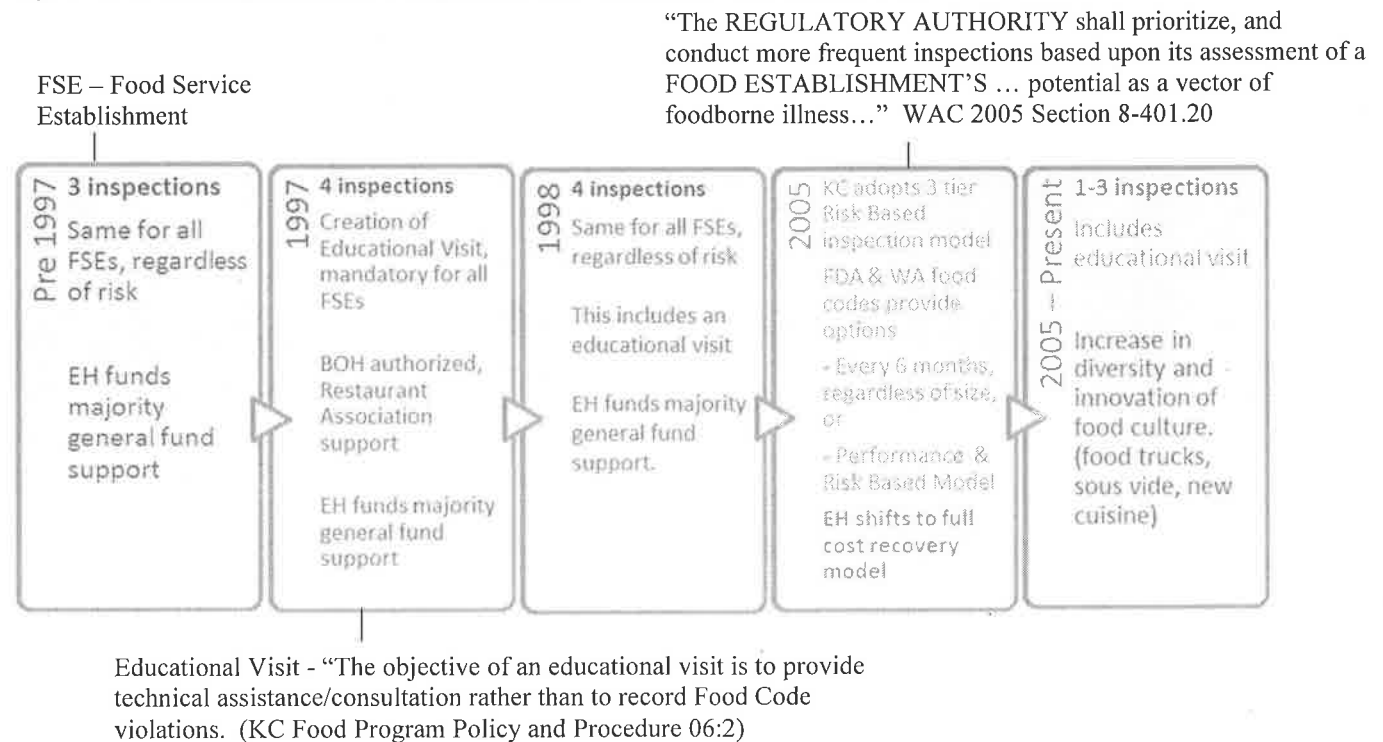 "The REGULATORY AUTHORITY shall prioritize, and
conduct more frequent inspections based upon its assessment of a
FOOD ESTABLISHMENT'S … potential as a vector of
foodborne illness…" WAC 2005 Section 8-401.20
FSE – Food Service
Establishment
Pre 1997
3 inspections
Same for all
FSEs, regardless
of risk
EH funds
majority
general fund
support
1997
4 inspections
Creation of
Educational Visit,
mandatory for all
FSEs
BOH authorized,
Restaurant
Association
support
EH funds majority
general fund
support
1998
4 inspections
Same for all FSEs,
regardless of risk
This includes an
educational visit
EH funds majority
general fund
support.
2005
KC adopts 3 tier
Risk Based
inspection model
FDA & WA food
codes provide
options
- Every 6 months,
regardless of size,
or
- Performance &
Risk Based Model
EH shifts to full
cost recovery
model
2005 – Present
1-3 inspections
Includes
educational visit
Increase in
diversity and
innovation of
food culture.
(food trucks,
sous vide, new
cuisine)
Educational Visit - "The objective of an educational visit is to provide
technical assistance/consultation rather than to record Food Code
violations. (KC Food Program Policy and Procedure 06:2)